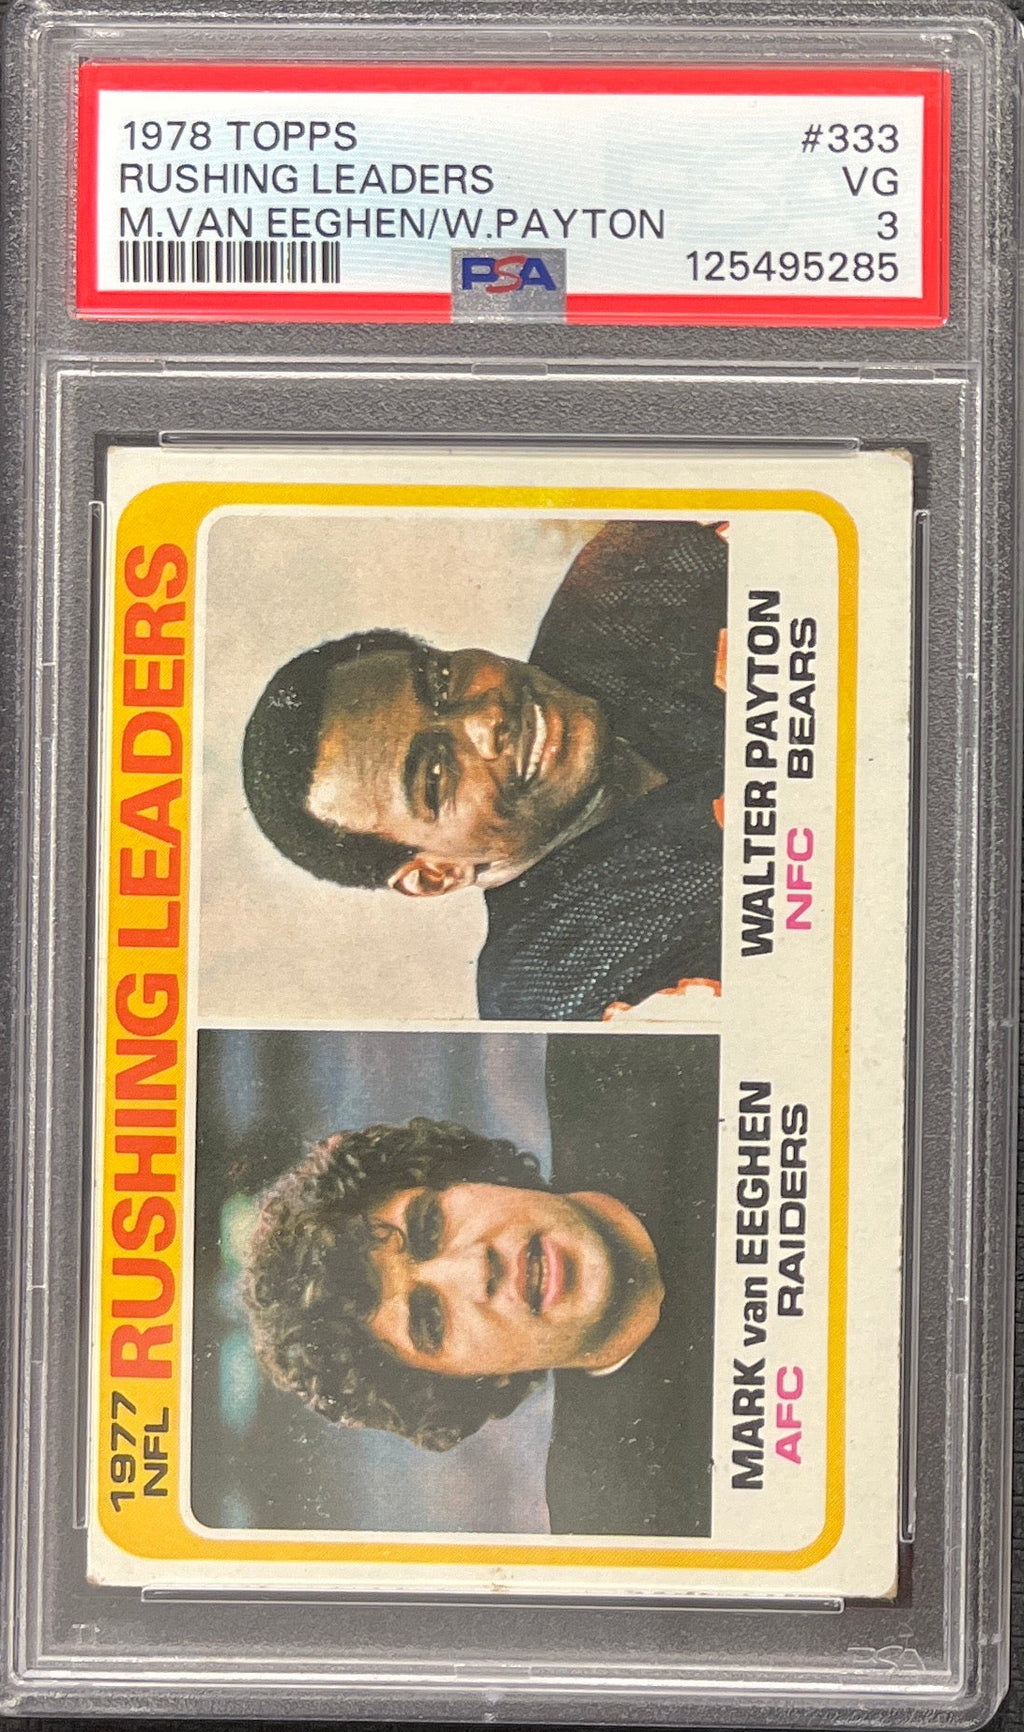 1978 TOPPS #333
RUSHING LEADERS VG
M.VAN EEGHEN/W.PAYTON 3
PSA 125495285
1977
NFL
RUSHING LEADERS
MARK van EEGHEN
AFC RAIDERS
WALTER PAYTON
NFC BEARS
PSA